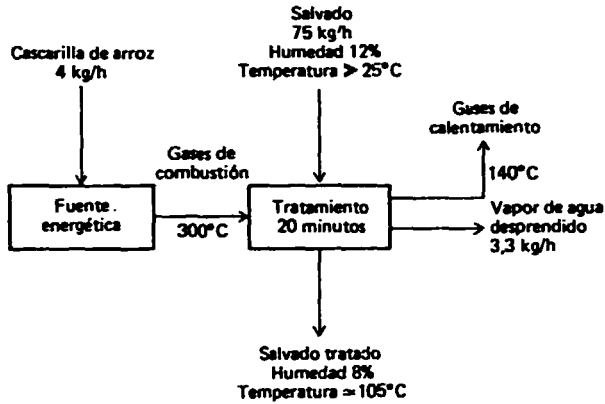 Salvado
75 kg/h
Humedad 12%
Temperatura ⩾ 25°C
Cascarilla de arroz
4 kg/h
Gases de
calentamiento
140°C
Gases de
combustión
300°C
Fuente.
energética
Tratamiento
20 minutos
Vapor de agua
desprendido
3,3 kg/h
Salvado tratado
Humedad 8%
Temperatura ≃ 105°C